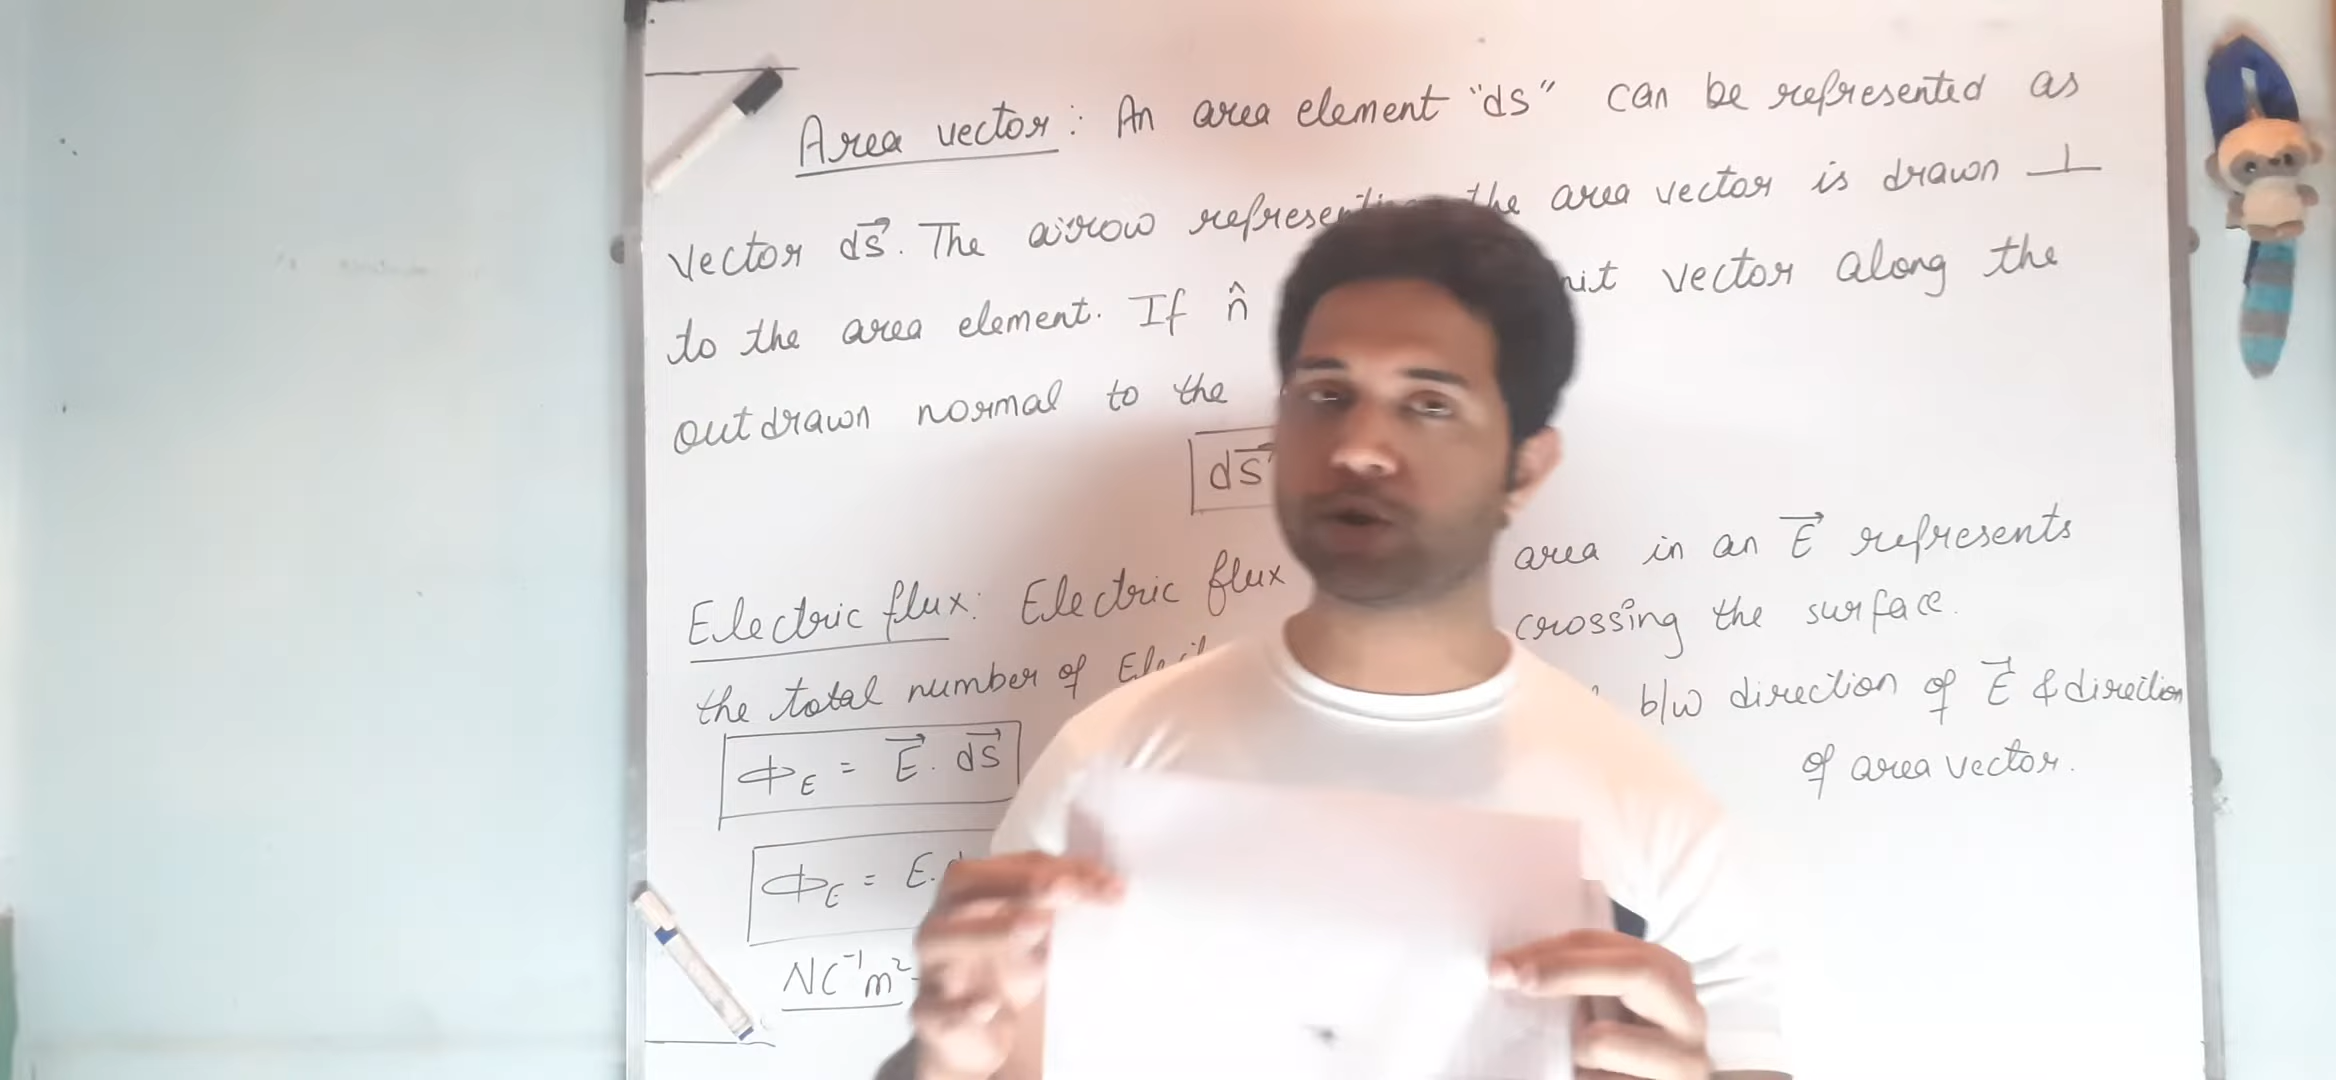 Area vector: An area element "ds" can be represented as
vector d𝑠⃗. The arrow representing the area vector is drawn ⊥
to the area element. If n̂ vector along the
outdrawn normal to the
ds⃗
Electric flux: Electric flux area in an E⃗ represents
the total number of crossing the surface.
Φ_E = E⃗ . ds⃗ b/w direction of E⃗ & direction
of area vector.
Φ_E = E.
NC⁻¹m²